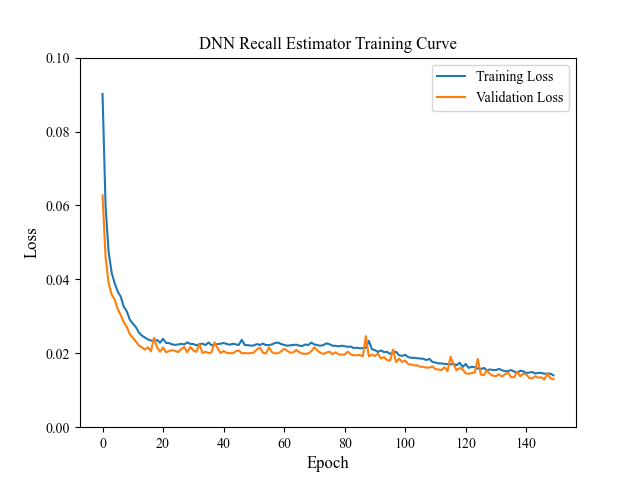 DNN Recall Estimator Training Curve
0.10
0.08
0.06
0.04
0.02
0.00
Loss
Training Loss
Validation Loss
0 20 40 60 80 100 120 140
Epoch